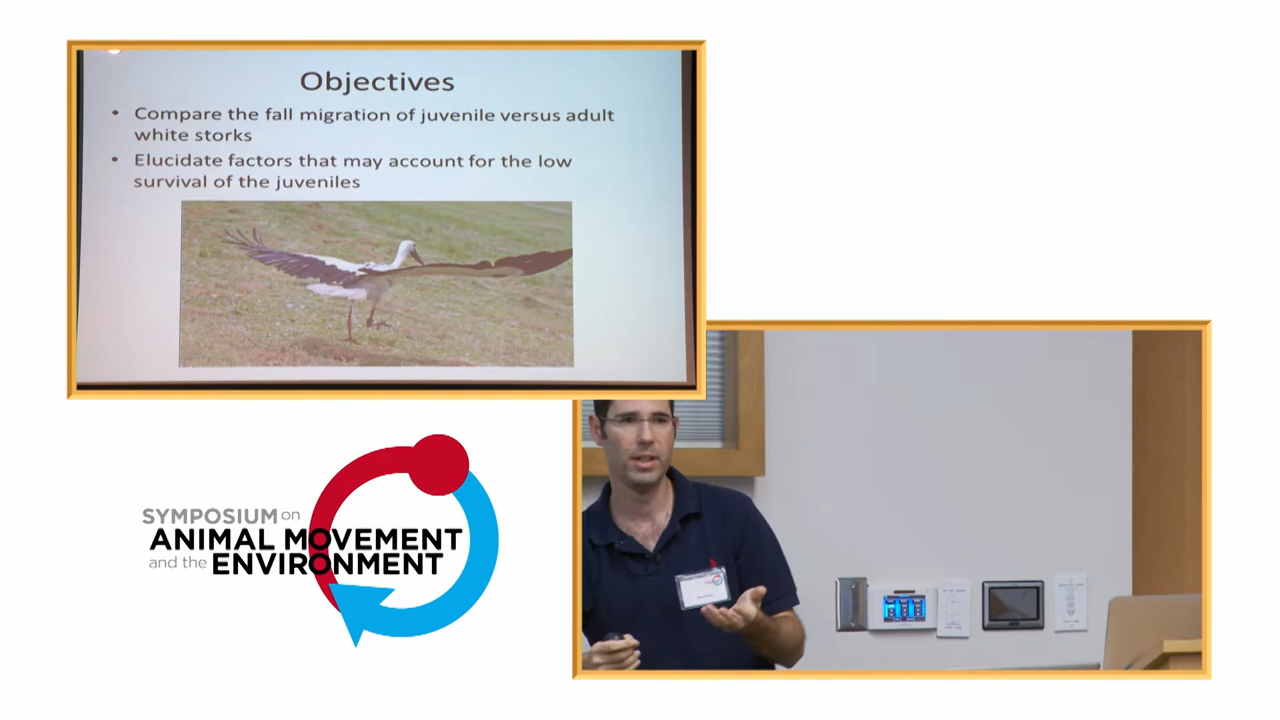 Objectives
• Compare the fall migration of juvenile versus adult
white storks
• Elucidate factors that may account for the low
survival of the juveniles
SYMPOSIUM on
ANIMAL MOVEMENT
and the ENVIRONMENT